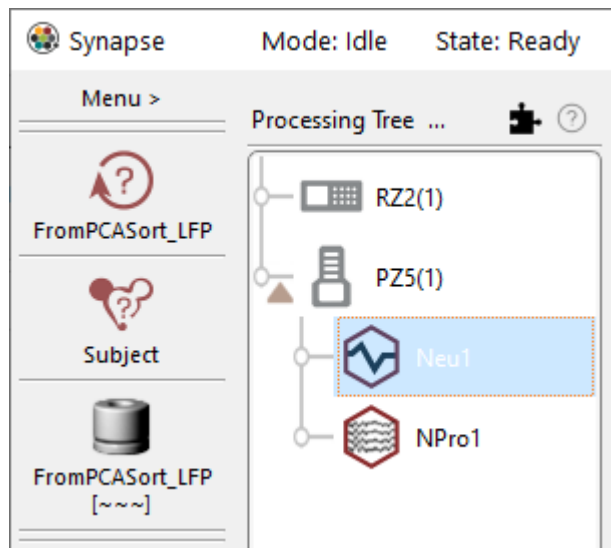 Synapse Mode: Idle State: Ready
Menu >
Processing Tree ...
FromPCASort_LFP
Subject
FromPCASort_LFP
[~~~]
RZ2(1)
PZ5(1)
Neu1
NPro1